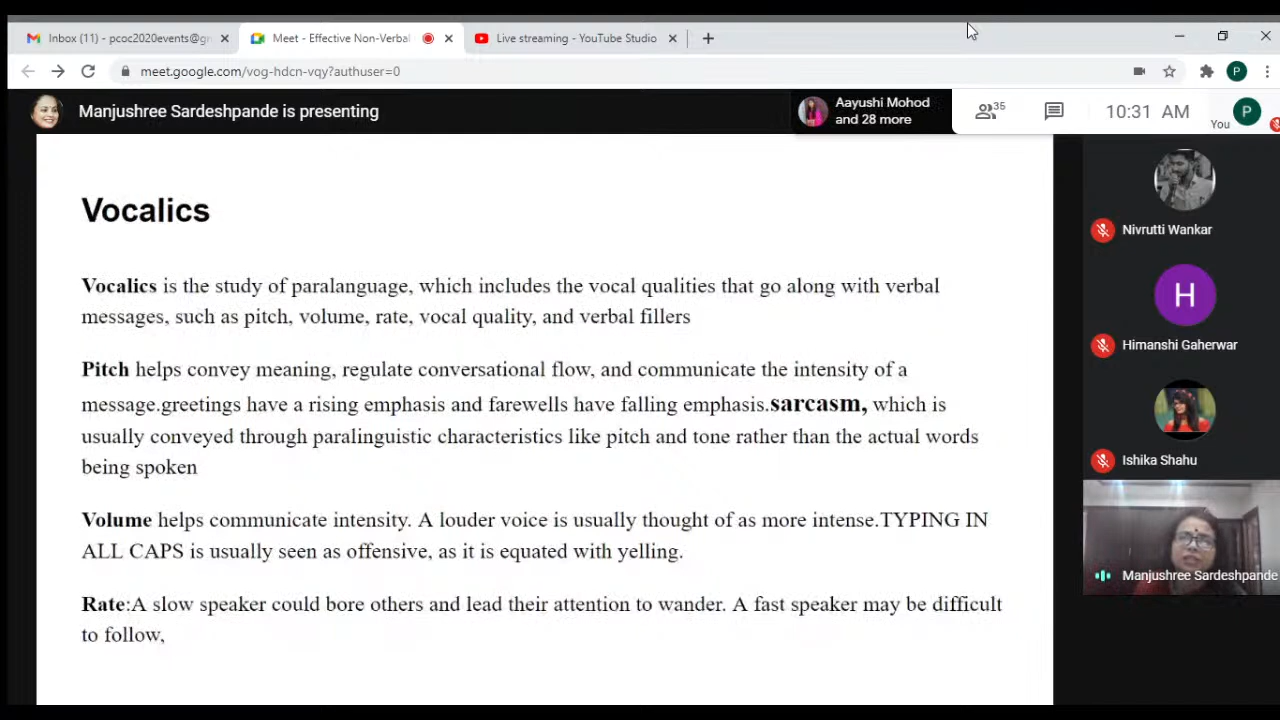 Inbox (11) - pcoc2020events@g
Meet - Effective Non-Verbal
Live streaming - YouTube Studio
meet.google.com/vog-hdcn-vqy?authuser=0
P
Manjushree Sardeshpande is presenting
Aayushi Mohod
and 28 more
35
10:31 AM
You
P
Vocalics
Vocalics is the study of paralanguage, which includes the vocal qualities that go along with verbal
messages, such as pitch, volume, rate, vocal quality, and verbal fillers
Pitch helps convey meaning, regulate conversational flow, and communicate the intensity of a
message.greetings have a rising emphasis and farewells have falling emphasis.sarcasm, which is
usually conveyed through paralinguistic characteristics like pitch and tone rather than the actual words
being spoken
Volume helps communicate intensity. A louder voice is usually thought of as more intense.TYPING IN
ALL CAPS is usually seen as offensive, as it is equated with yelling.
Rate:A slow speaker could bore others and lead their attention to wander. A fast speaker may be difficult
to follow,
Nivrutti Wankar
H
Himanshi Gaherwar
Ishika Shahu
Manjushree Sardeshpande